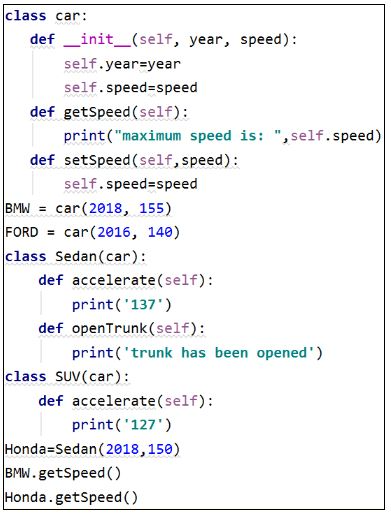 class car:
    def __init__(self, year, speed):
        self.year=year
        self.speed=speed
    def getSpeed(self):
        print("maximum speed is: ",self.speed)
    def setSpeed(self,speed):
        self.speed=speed
BMW = car(2018, 155)
FORD = car(2016, 140)
class Sedan(car):
    def accelerate(self):
        print('137')
    def openTrunk(self):
        print('trunk has been opened')
class SUV(car):
    def accelerate(self):
        print('127')
Honda=Sedan(2018,150)
BMW.getSpeed()
Honda.getSpeed()